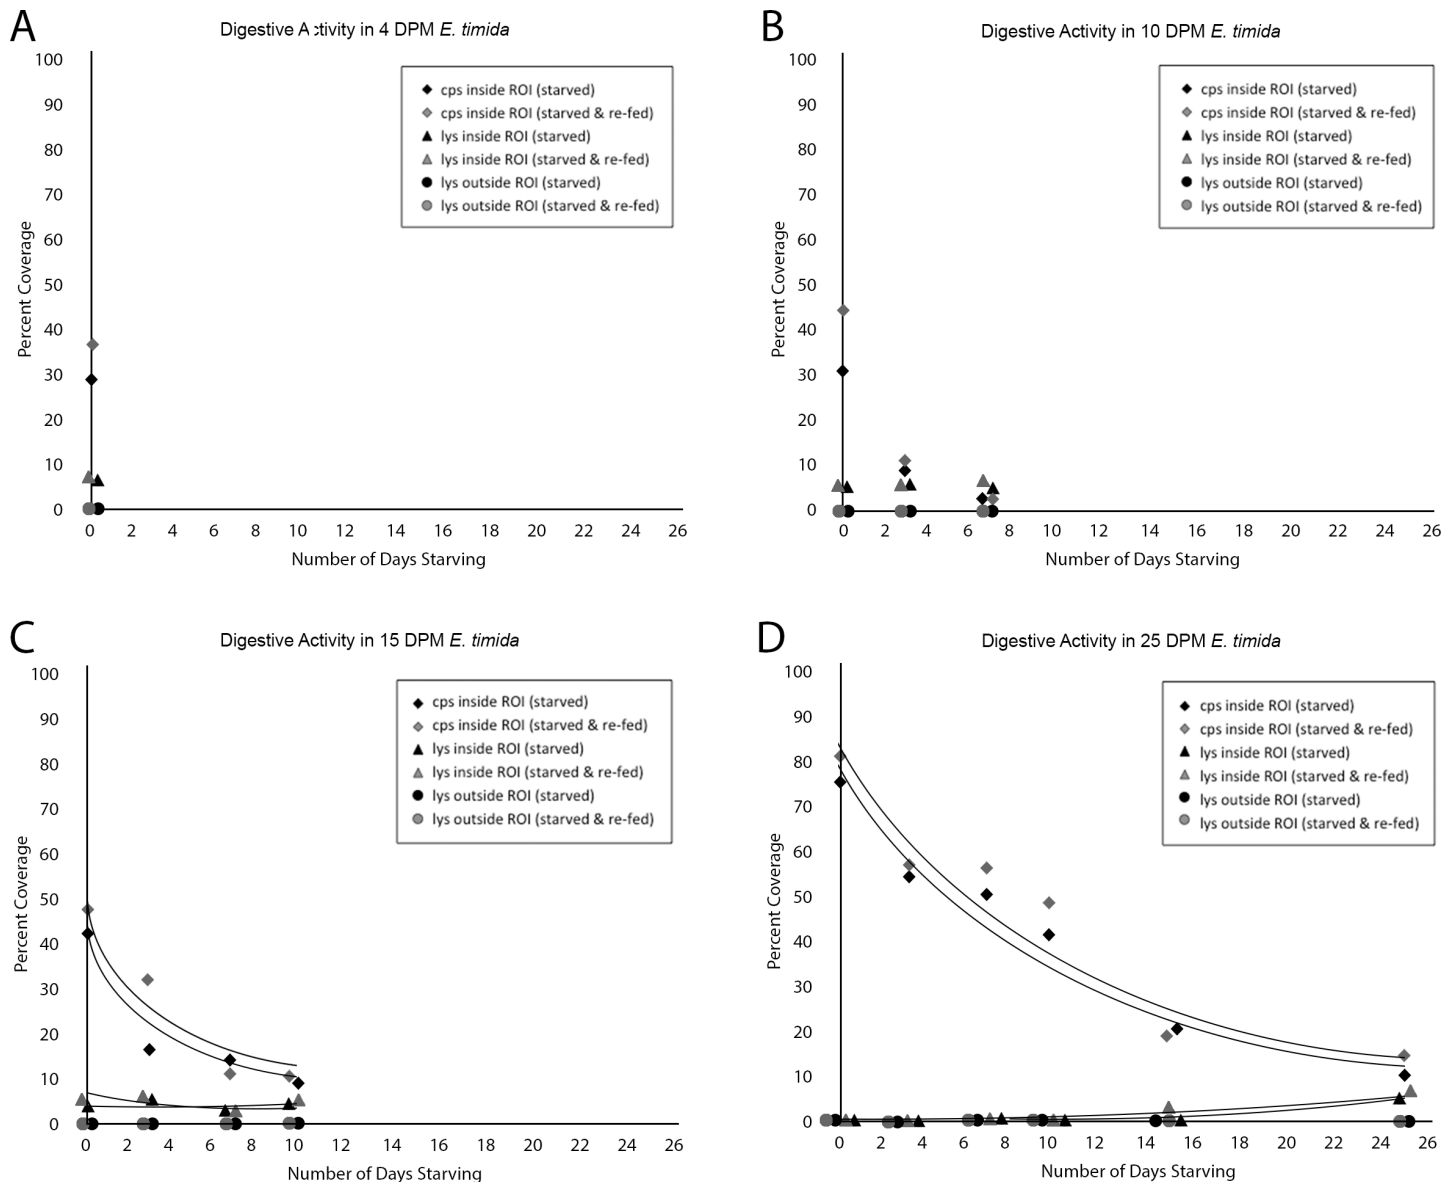 A
Digestive A :tivity in 4 DPM E. timida
100
90
80
70
60
50
40
30
20
10
0
Percent Coverage
cps inside ROI (starved)
cps inside ROI (starved & re-fed)
lys inside ROI (starved)
lys inside ROI (starved & re-fed)
lys outside ROI (starved)
lys outside ROI (starved & re-fed)
0 2 4 6 8 10 12 14 16 18 20 22 24 26
Number of Days Starving
B
Digestive Activity in 10 DPM E. timida
100
90
80
70
60
50
40
30
20
10
0
Percent Coverage
cps inside ROI (starved)
cps inside ROI (starved & re-fed)
lys inside ROI (starved)
lys inside ROI (starved & re-fed)
lys outside ROI (starved)
lys outside ROI (starved & re-fed)
0 2 4 6 8 10 12 14 16 18 20 22 24 26
Number of Days Starving
C
Digestive Activity in 15 DPM E. timida
100
90
80
70
60
50
40
30
20
10
0
Percent Coverage
cps inside ROI (starved)
cps inside ROI (starved & re-fed)
lys inside ROI (starved)
lys inside ROI (starved & re-fed)
lys outside ROI (starved)
lys outside ROI (starved & re-fed)
0 2 4 6 8 10 12 14 16 18 20 22 24 26
Number of Days Starving
D
Digestive Activity in 25 DPM E. timida
100
90
80
70
60
50
40
30
20
10
0
Percent Coverage
cps inside ROI (starved)
cps inside ROI (starved & re-fed)
lys inside ROI (starved)
lys inside ROI (starved & re-fed)
lys outside ROI (starved)
lys outside ROI (starved & re-fed)
0 2 4 6 8 10 12 14 16 18 20 22 24 26
Number of Days Starving